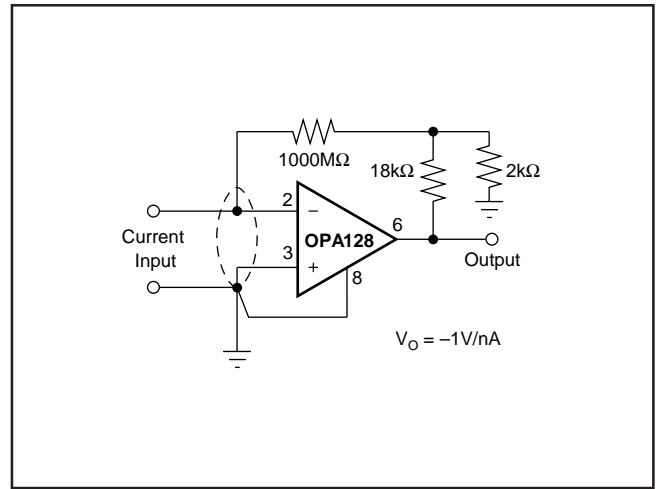 1000MΩ
18kΩ
2kΩ
2
–
Current
Input
OPA128
6
3
+
8
Output
V_O = –1V/nA